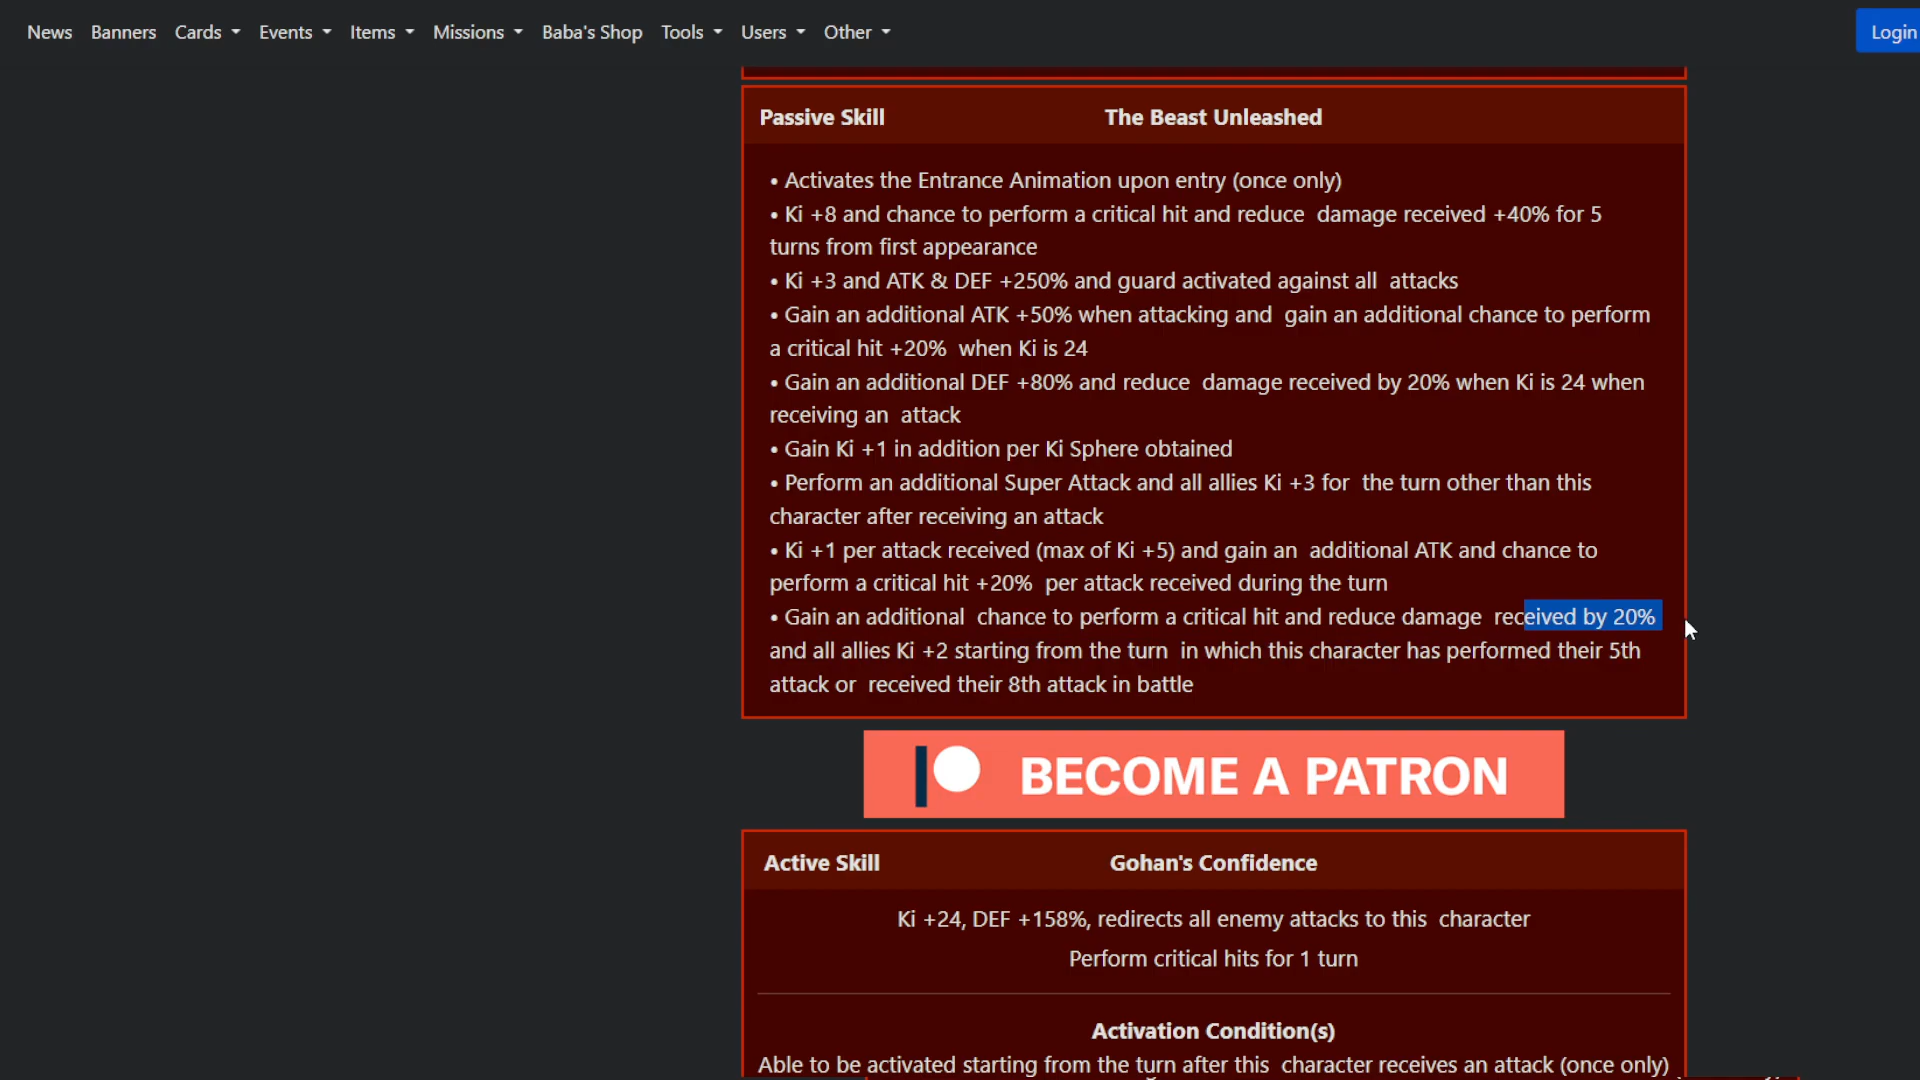 News Banners Cards Events Items Missions Baba's Shop Tools Users Other Login
Passive Skill The Beast Unleashed
• Activates the Entrance Animation upon entry (once only)
• Ki +8 and chance to perform a critical hit and reduce damage received +40% for 5
turns from first appearance
• Ki +3 and ATK & DEF +250% and guard activated against all attacks
• Gain an additional ATK +50% when attacking and gain an additional chance to perform
a critical hit +20% when Ki is 24
• Gain an additional DEF +80% and reduce damage received by 20% when Ki is 24 when
receiving an attack
• Gain Ki +1 in addition per Ki Sphere obtained
• Perform an additional Super Attack and all allies Ki +3 for the turn other than this
character after receiving an attack
• Ki +1 per attack received (max of Ki +5) and gain an additional ATK and chance to
perform a critical hit +20% per attack received during the turn
• Gain an additional chance to perform a critical hit and reduce damage received by 20%
and all allies Ki +2 starting from the turn in which this character has performed their 5th
attack or received their 8th attack in battle
BECOME A PATRON
Active Skill Gohan's Confidence
Ki +24, DEF +158%, redirects all enemy attacks to this character
Perform critical hits for 1 turn
Activation Condition(s)
Able to be activated starting from the turn after this character receives an attack (once only)